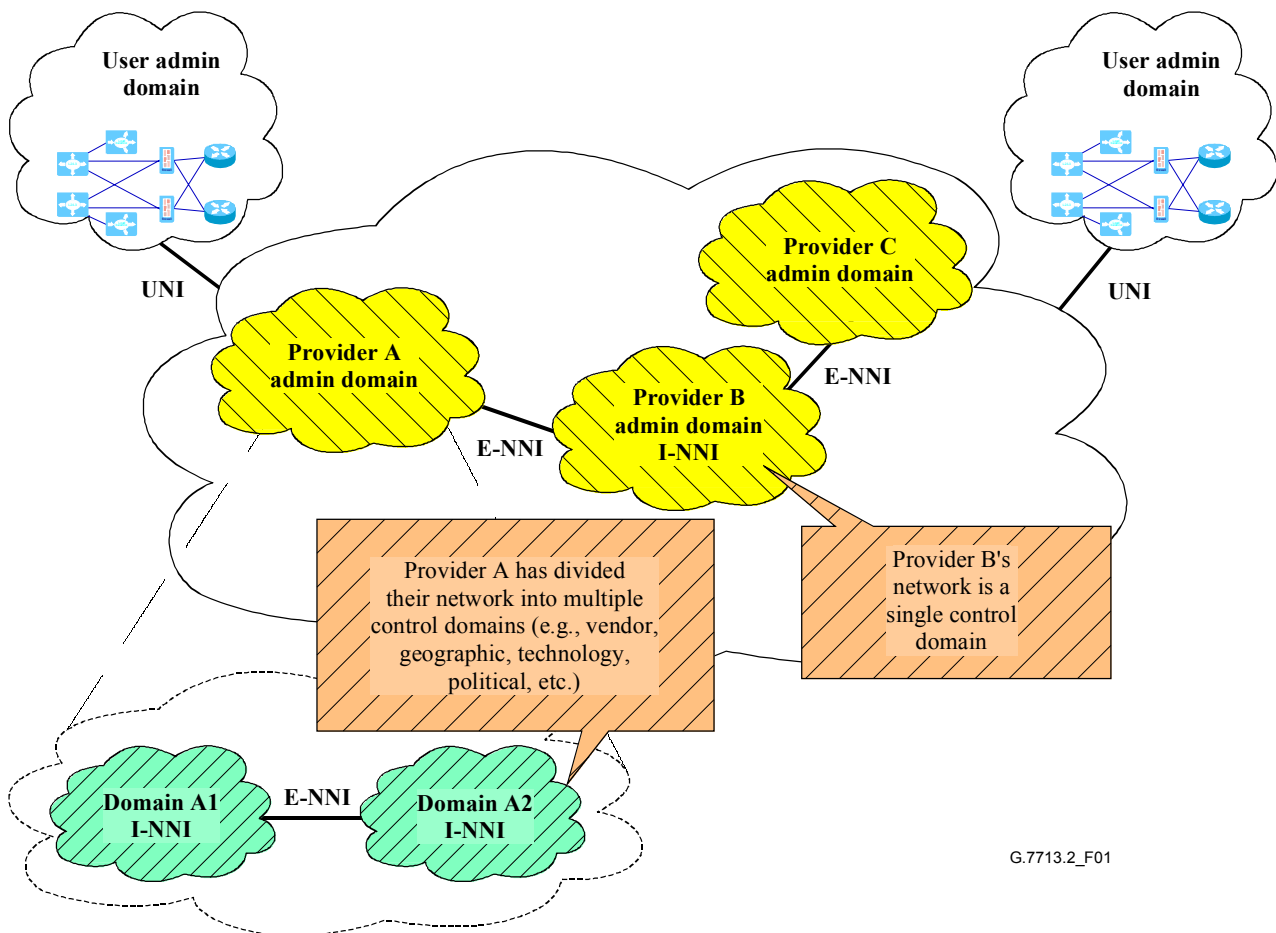 User admin
domain
User admin
domain
UNI
UNI
Provider C
admin domain
Provider A
admin domain
E-NNI
Provider B
admin domain
I-NNI
E-NNI
Provider A has divided
their network into multiple
control domains (e.g., vendor,
geographic, technology,
political, etc.)
Provider B's
network is a
single control
domain
Domain A1
I-NNI
E-NNI
Domain A2
I-NNI
G.7713.2_F01